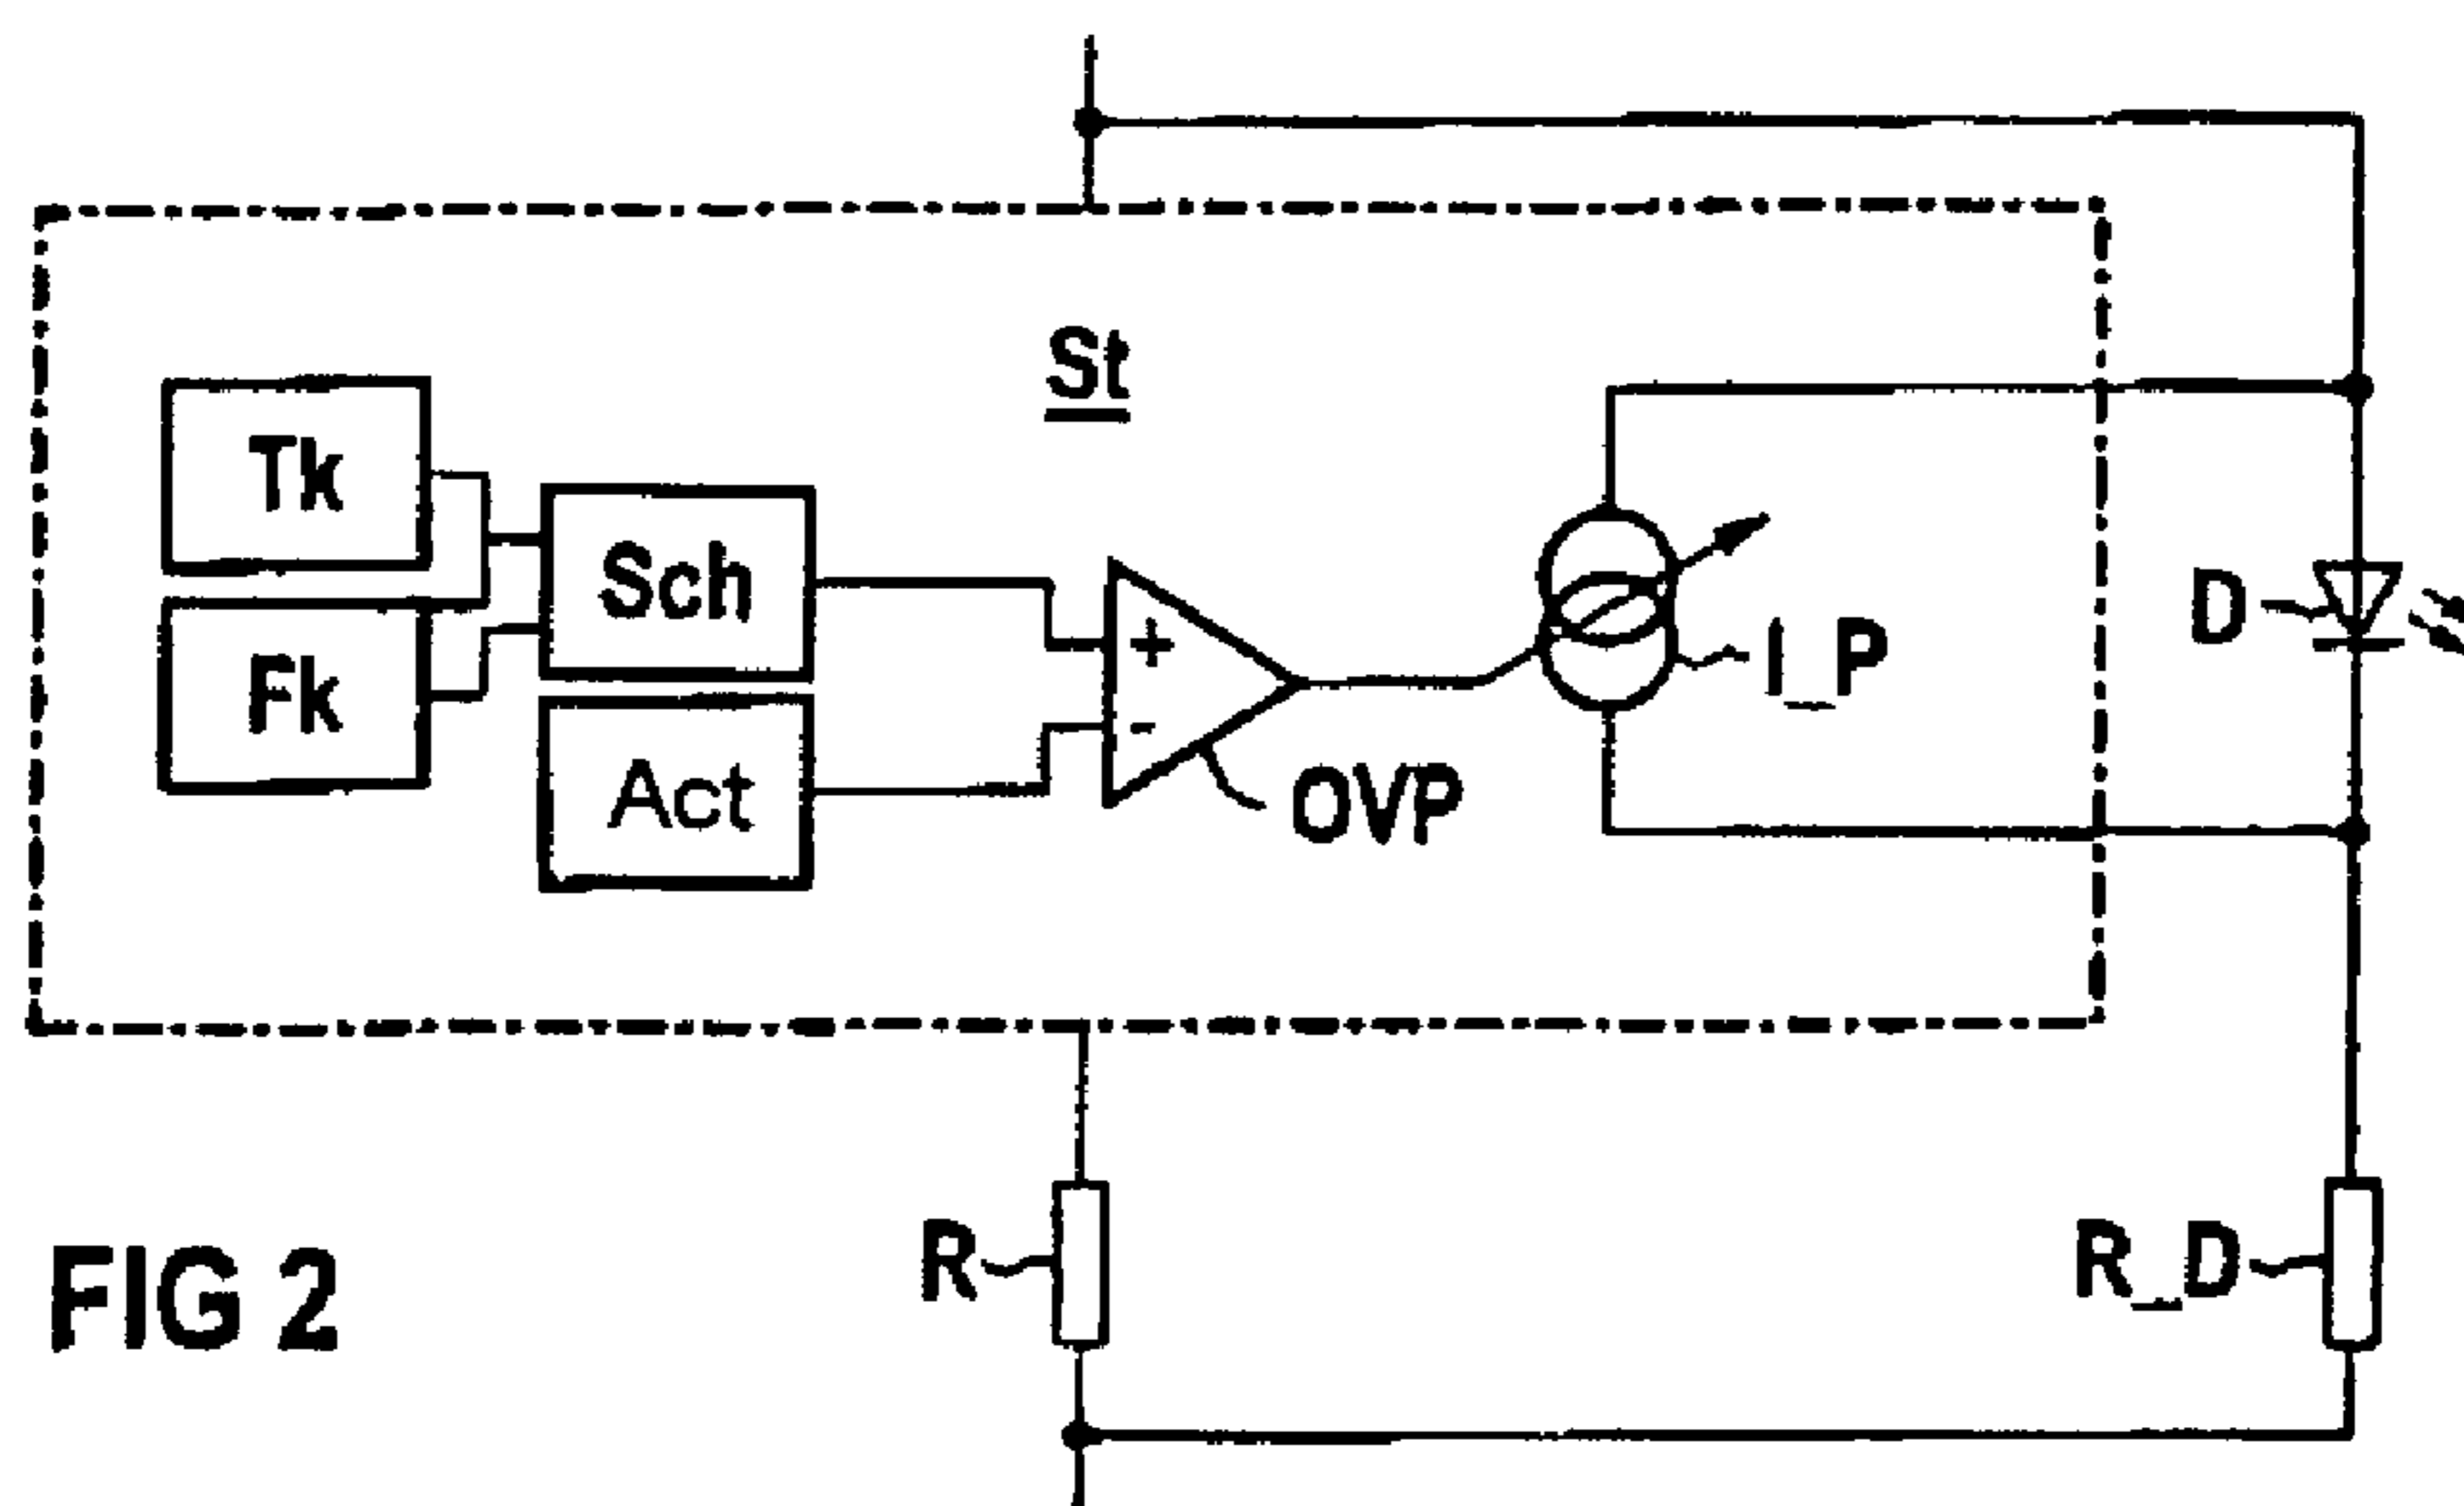 St
Tk
Sch
Fk
Act
+
-
OVP
I_P
D
R
R_D
FIG 2